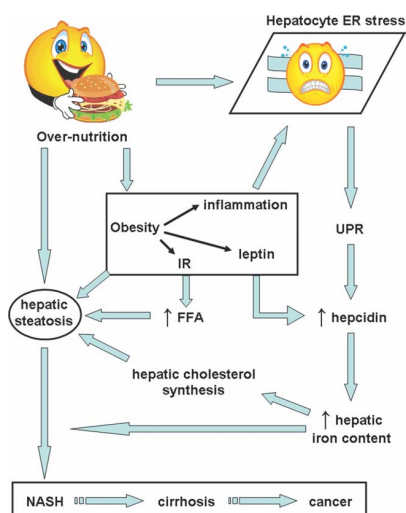 Hepatocyte ER stress
Over-nutrition
inflammation
Obesity
leptin
IR
UPR
hepatic
steatosis
↑ FFA
↑ hepcidin
hepatic cholesterol
synthesis
↑ hepatic
iron content
NASH
cirrhosis
cancer